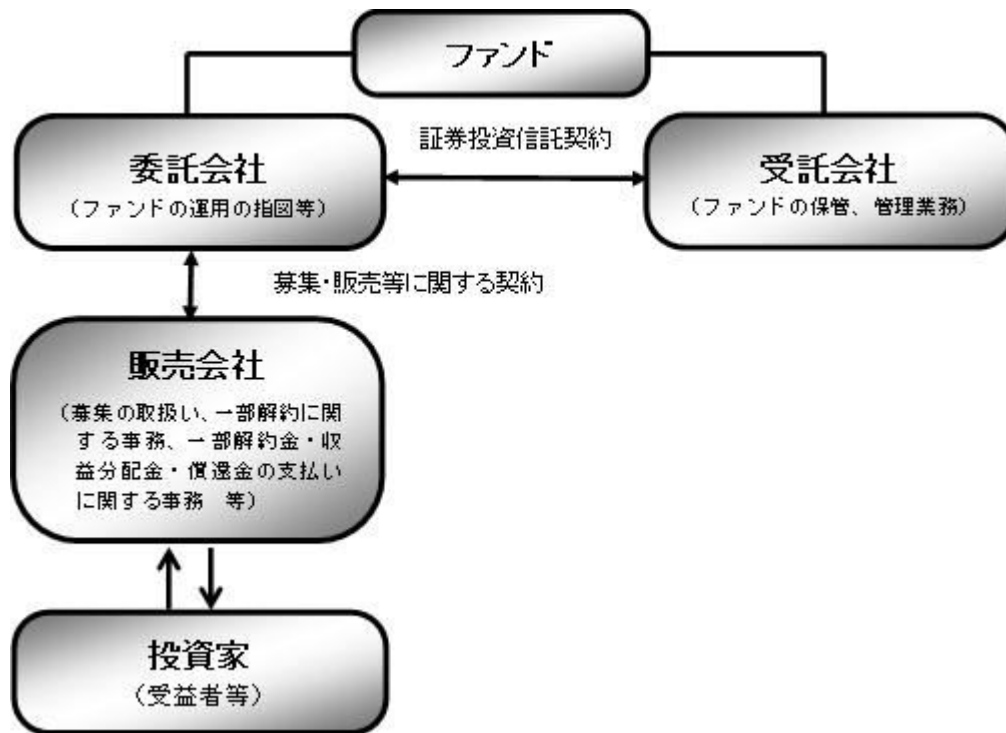 ファンド
証券投資信託契約
委託会社
(ファンドの運用の指図等)
受託会社
(ファンドの保管、管理業務)
募集・販売等に関する契約
販売会社
(募集の取扱い、一部解約に関
する事務、一部解約金・収
益分配金・償還金の支払い
に関する事務　等)
投資家
(受益者等)